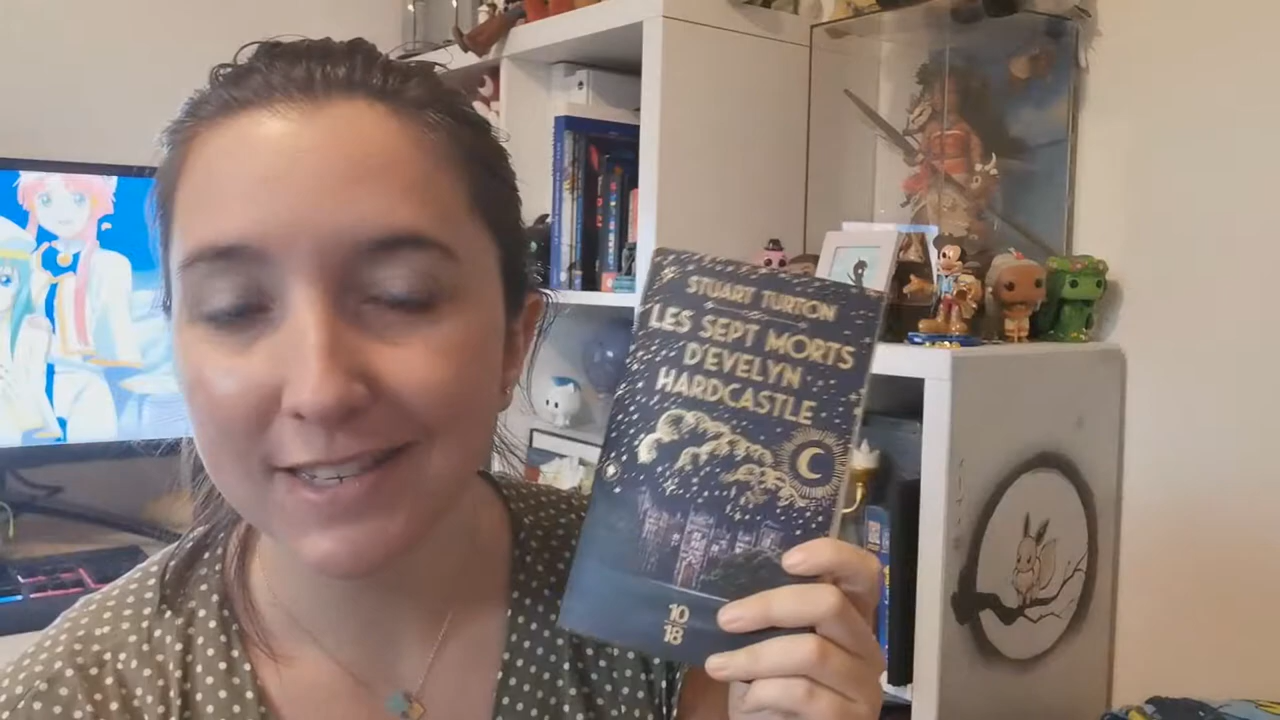 STUART TURTON
LES SEPT MORTS
D'EVELYN
HARDCASTLE
10
18